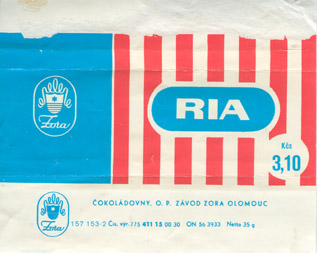 Zora
RIA
Kčs
3,10
ČOKOLÁDOVNY, O. P. ZÁVOD ZORA OLOMOUC
Zora
157 153-2 Čís. výr. 775 411 15 00 30 ON 56 3933 Netto 35 g